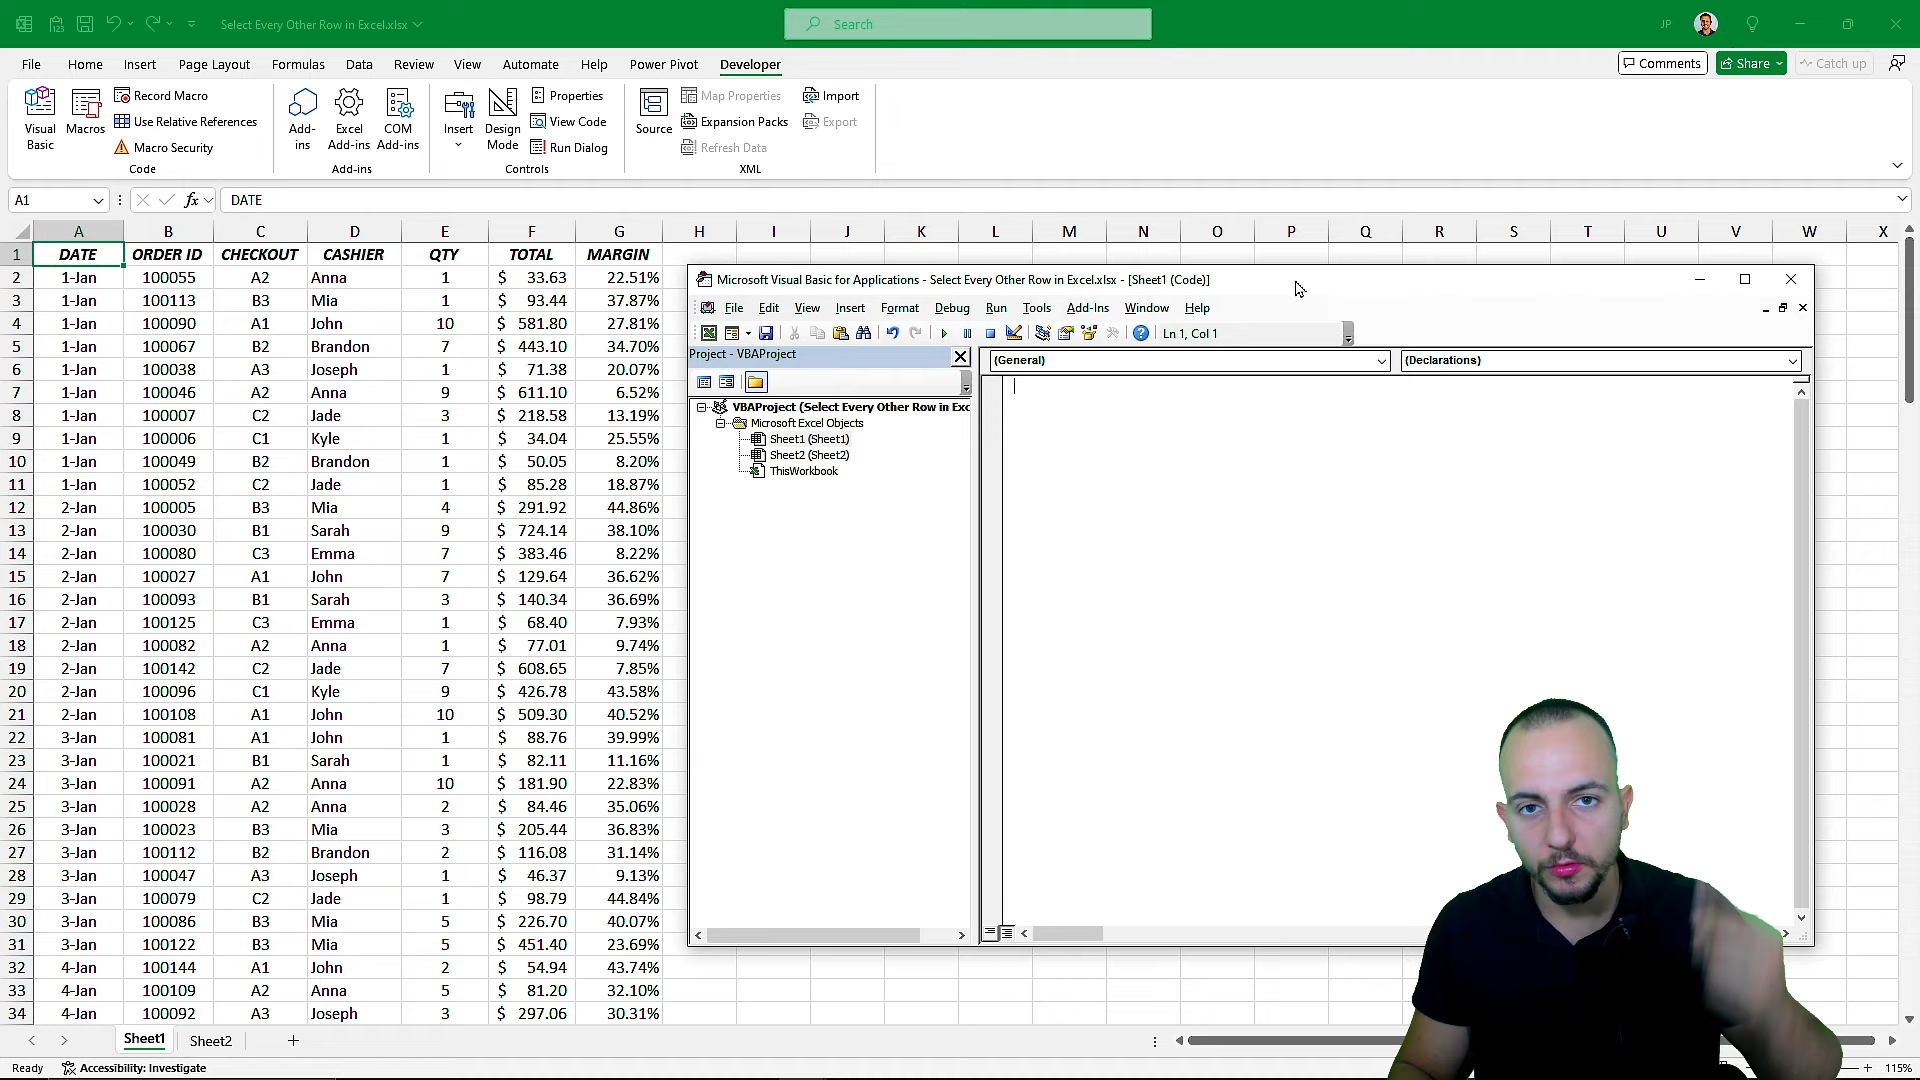 Select Every Other Row in Excel.xlsx
Search
JP
File Home Insert Page Layout Formulas Data Review View Automate Help Power Pivot Developer
Comments Share Catch up
Visual Basic
Macros
Record Macro
Use Relative References
Macro Security
Code
Add-ins
Excel Add-ins
COM Add-ins
Add-ins
Insert
Design Mode
Properties
View Code
Run Dialog
Controls
Source
Map Properties
Expansion Packs
Refresh Data
Import
Export
XML
A1 fx DATE
A B C D E F G H I J K L M N O P Q R S T U V W X
1 DATE ORDER ID CHECKOUT CASHIER QTY TOTAL MARGIN
2 1-Jan 100055 A2 Anna 1 $ 33.63 22.51%
3 1-Jan 100113 B3 Mia 1 $ 93.44 37.87%
4 1-Jan 100090 A1 John 10 $ 581.80 27.81%
5 1-Jan 100067 B2 Brandon 7 $ 443.10 34.70%
6 1-Jan 100038 A3 Joseph 1 $ 71.38 20.07%
7 1-Jan 100046 A2 Anna 9 $ 611.10 6.52%
8 1-Jan 100007 C2 Jade 3 $ 218.58 13.19%
9 1-Jan 100006 C1 Kyle 1 $ 34.04 25.55%
10 1-Jan 100049 B2 Brandon 1 $ 50.05 8.20%
11 1-Jan 100052 C2 Jade 1 $ 85.28 18.87%
12 2-Jan 100005 B3 Mia 4 $ 291.92 44.86%
13 2-Jan 100030 B1 Sarah 9 $ 724.14 38.10%
14 2-Jan 100080 C3 Emma 7 $ 383.46 8.22%
15 2-Jan 100027 A1 John 7 $ 129.64 36.62%
16 2-Jan 100093 B1 Sarah 3 $ 140.34 36.69%
17 2-Jan 100125 C3 Emma 1 $ 68.40 7.93%
18 2-Jan 100082 A2 Anna 1 $ 77.01 9.74%
19 2-Jan 100142 C2 Jade 7 $ 608.65 7.85%
20 2-Jan 100096 C1 Kyle 9 $ 426.78 43.58%
21 2-Jan 100108 A1 John 10 $ 509.30 40.52%
22 3-Jan 100081 A1 John 1 $ 88.76 39.99%
23 3-Jan 100021 B1 Sarah 1 $ 82.11 11.16%
24 3-Jan 100091 A2 Anna 10 $ 181.90 22.83%
25 3-Jan 100028 A2 Anna 2 $ 84.46 35.06%
26 3-Jan 100023 B3 Mia 3 $ 205.44 36.83%
27 3-Jan 100112 B2 Brandon 2 $ 116.08 31.14%
28 3-Jan 100047 A3 Joseph 1 $ 46.37 9.13%
29 3-Jan 100079 C2 Jade 1 $ 98.79 44.84%
30 3-Jan 100086 B3 Mia 5 $ 226.70 40.07%
31 3-Jan 100122 B3 Mia 5 $ 451.40 23.69%
32 4-Jan 100144 A1 John 2 $ 54.94 43.74%
33 4-Jan 100109 A2 Anna 5 $ 81.20 32.10%
34 4-Jan 100092 A3 Joseph 3 $ 297.06 30.31%
Microsoft Visual Basic for Applications - Select Every Other Row in Excel.xlsx - [Sheet1 (Code)]
File Edit View Insert Format Debug Run Tools Add-Ins Window Help
Ln 1, Col 1
Project - VBAProject
(General) (Declarations)
VBAProject (Select Every Other Row in Exc
Microsoft Excel Objects
Sheet1 (Sheet1)
Sheet2 (Sheet2)
ThisWorkbook
Sheet1 Sheet2
Ready Accessibility: Investigate
115%